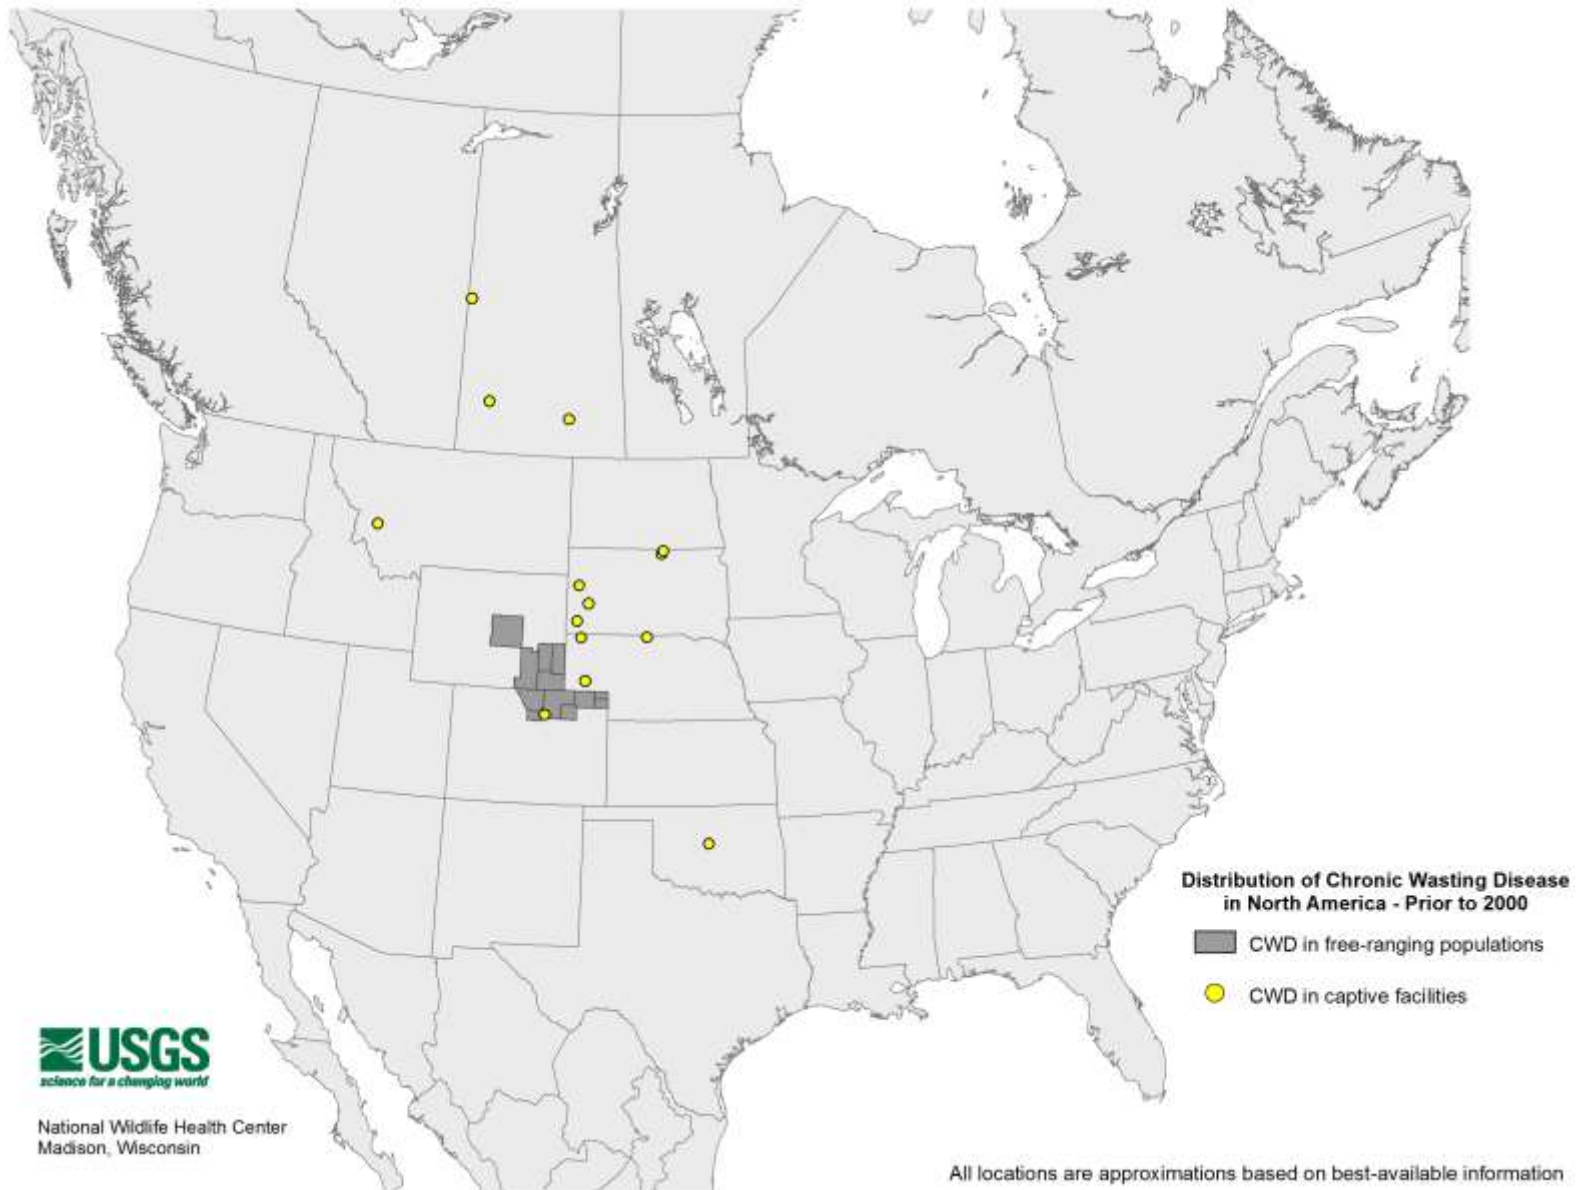 Distribution of Chronic Wasting Disease
in North America - Prior to 2000
CWD in free-ranging populations
CWD in captive facilities
USGS
science for a changing world
National Wildlife Health Center
Madison, Wisconsin
All locations are approximations based on best-available information